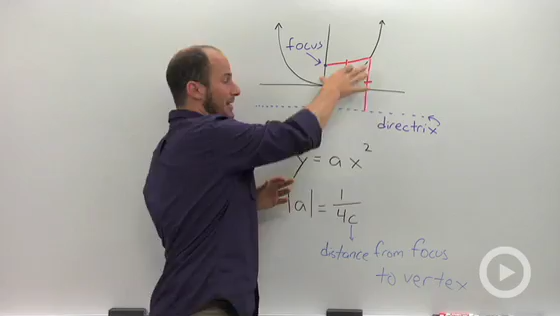 focus
directrix
y = ax²
|a| = 1/4c
distance from focus
to vertex